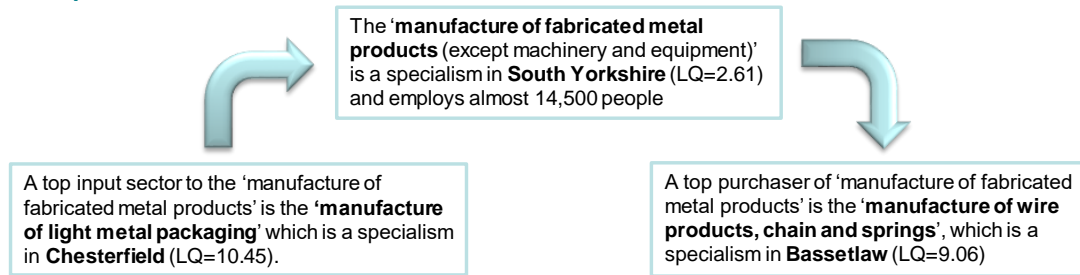 The ‘manufacture of fabricated metal
products (except machinery and equipment)’
is a specialism in South Yorkshire (LQ=2.61)
and employs almost 14,500 people
A top input sector to the ‘manufacture of
fabricated metal products’ is the ‘manufacture
of light metal packaging’ which is a specialism
in Chesterfield (LQ=10.45).
A top purchaser of ‘manufacture of fabricated
metal products’ is the ‘manufacture of wire
products, chain and springs’, which is a
specialism in Bassetlaw (LQ=9.06)